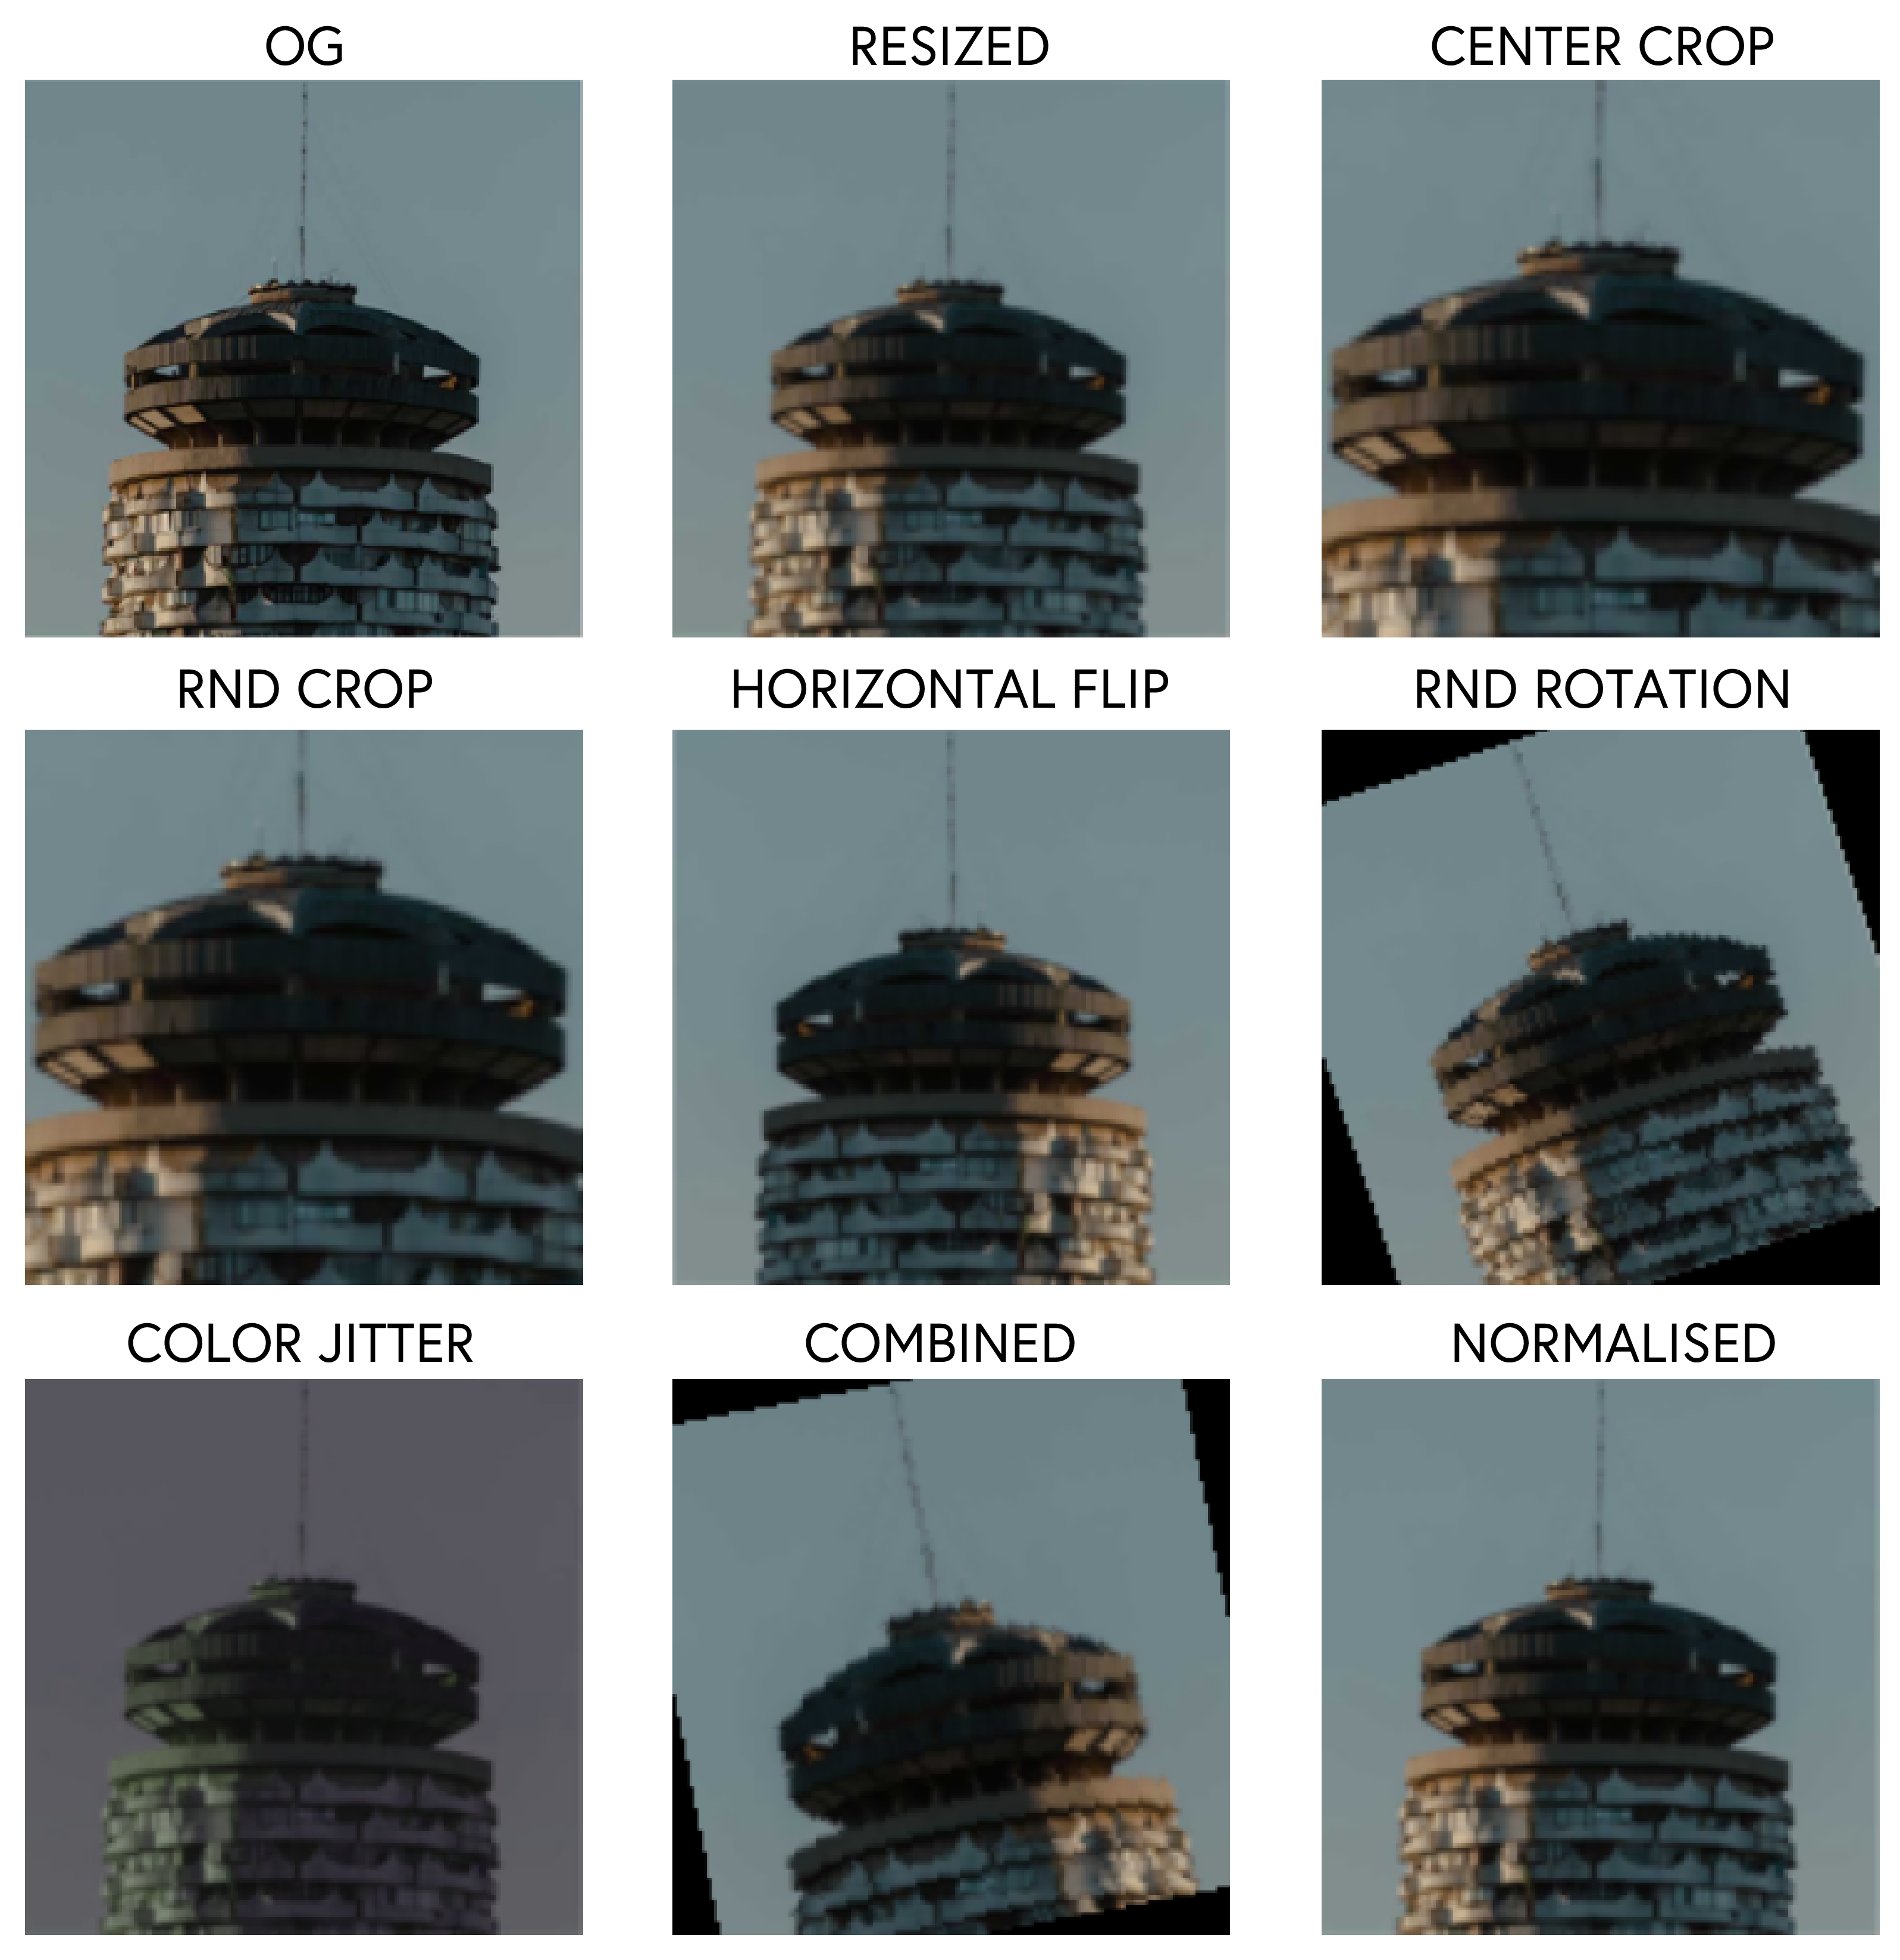 OG
RESIZED
CENTER CROP
RND CROP
HORIZONTAL FLIP
RND ROTATION
COLOR JITTER
COMBINED
NORMALISED